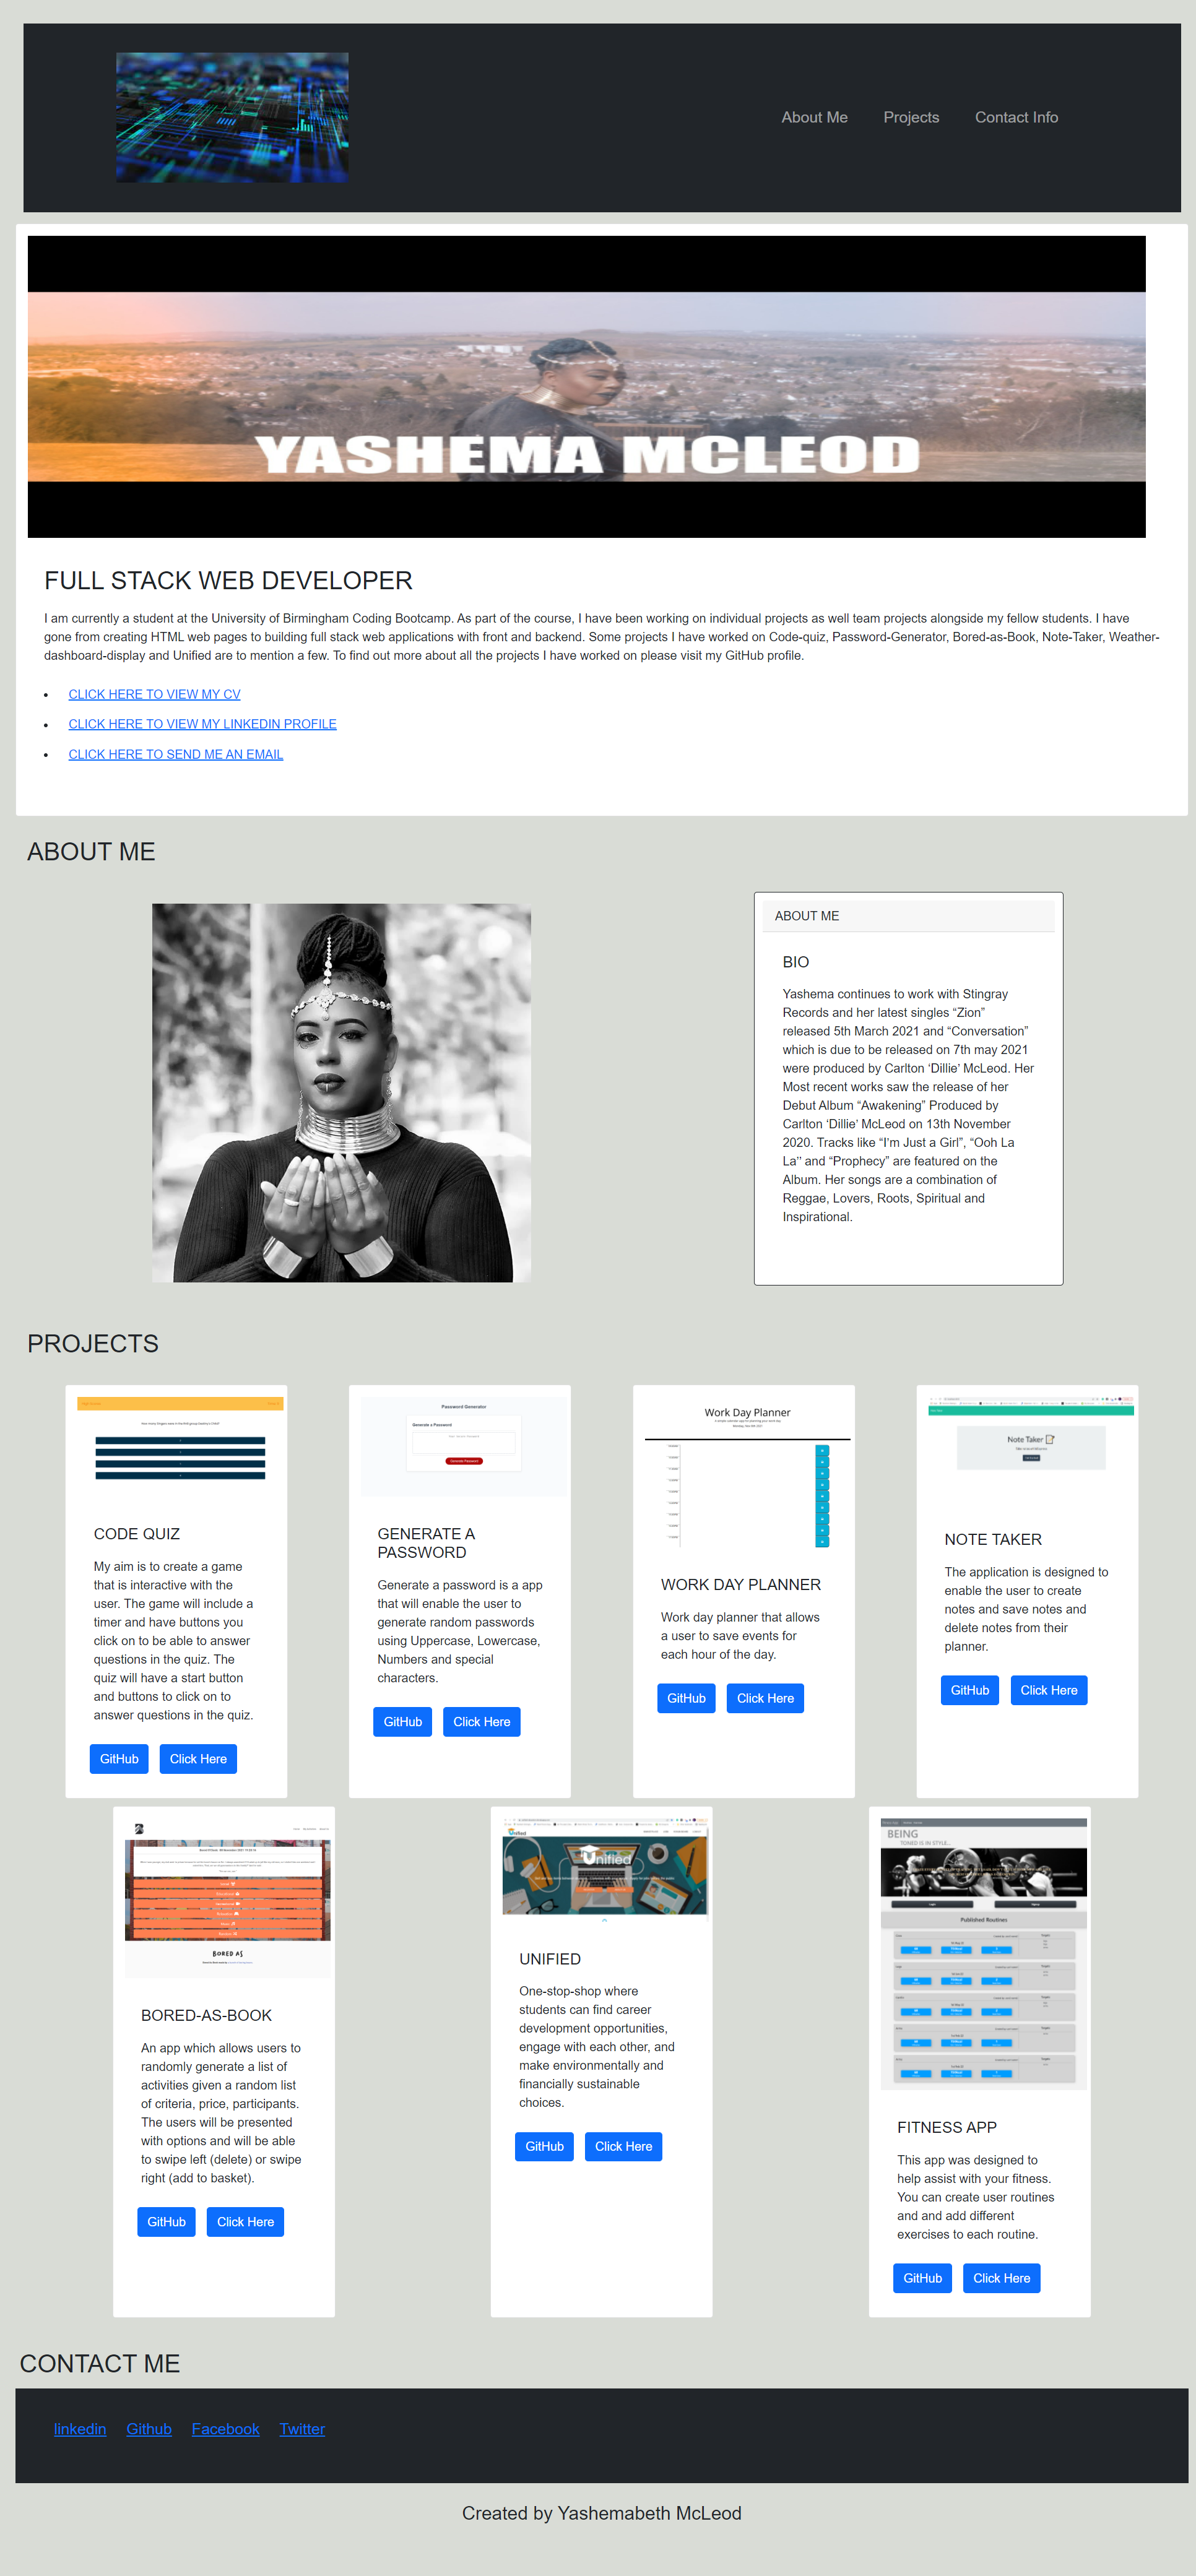 About Me Projects Contact Info
YASHEMA MCLEOD
FULL STACK WEB DEVELOPER
I am currently a student at the University of Birmingham Coding Bootcamp. As part of the course, I have been working on individual projects as well team projects alongside my fellow students. I have
gone from creating HTML web pages to building full stack web applications with front and backend. Some projects I have worked on Code-quiz, Password-Generator, Bored-as-Book, Note-Taker, Weather-
dashboard-display and Unified are to mention a few. To find out more about all the projects I have worked on please visit my GitHub profile.
CLICK HERE TO VIEW MY CV
CLICK HERE TO VIEW MY LINKEDIN PROFILE
CLICK HERE TO SEND ME AN EMAIL
ABOUT ME
ABOUT ME
BIO
Yashema continues to work with Stingray
Records and her latest singles “Zion”
released 5th March 2021 and “Conversation”
which is due to be released on 7th may 2021
were produced by Carlton ‘Dillie’ McLeod. Her
Most recent works saw the release of her
Debut Album “Awakening” Produced by
Carlton ‘Dillie’ McLeod on 13th November
2020. Tracks like “I’m Just a Girl”, “Ooh La
La’’ and “Prophecy” are featured on the
Album. Her songs are a combination of
Reggae, Lovers, Roots, Spiritual and
Inspirational.
PROJECTS
CODE QUIZ
My aim is to create a game
that is interactive with the
user. The game will include a
timer and have buttons you
click on to be able to answer
questions in the quiz. The
quiz will have a start button
and buttons to click on to
answer questions in the quiz.
GitHub Click Here
Password Generator
Generate a Password
Generate Password
GENERATE A
PASSWORD
Generate a password is a app
that will enable the user to
generate random passwords
using Uppercase, Lowercase,
Numbers and special
characters.
GitHub Click Here
Work Day Planner
WORK DAY PLANNER
Work day planner that allows
a user to save events for
each hour of the day.
GitHub Click Here
Note Taker
NOTE TAKER
The application is designed to
enable the user to create
notes and save notes and
delete notes from their
planner.
GitHub Click Here
BORED AS
BORED-AS-BOOK
An app which allows users to
randomly generate a list of
activities given a random list
of criteria, price, participants.
The users will be presented
with options and will be able
to swipe left (delete) or swipe
right (add to basket).
GitHub Click Here
Unified
Unified
UNIFIED
One-stop-shop where
students can find career
development opportunities,
engage with each other, and
make environmentally and
financially sustainable
choices.
GitHub Click Here
BEING
TONED IS IN STYLE...
Published Routines
FITNESS APP
This app was designed to
help assist with your fitness.
You can create user routines
and and add different
exercises to each routine.
GitHub Click Here
CONTACT ME
linkedin Github Facebook Twitter
Created by Yashemabeth McLeod